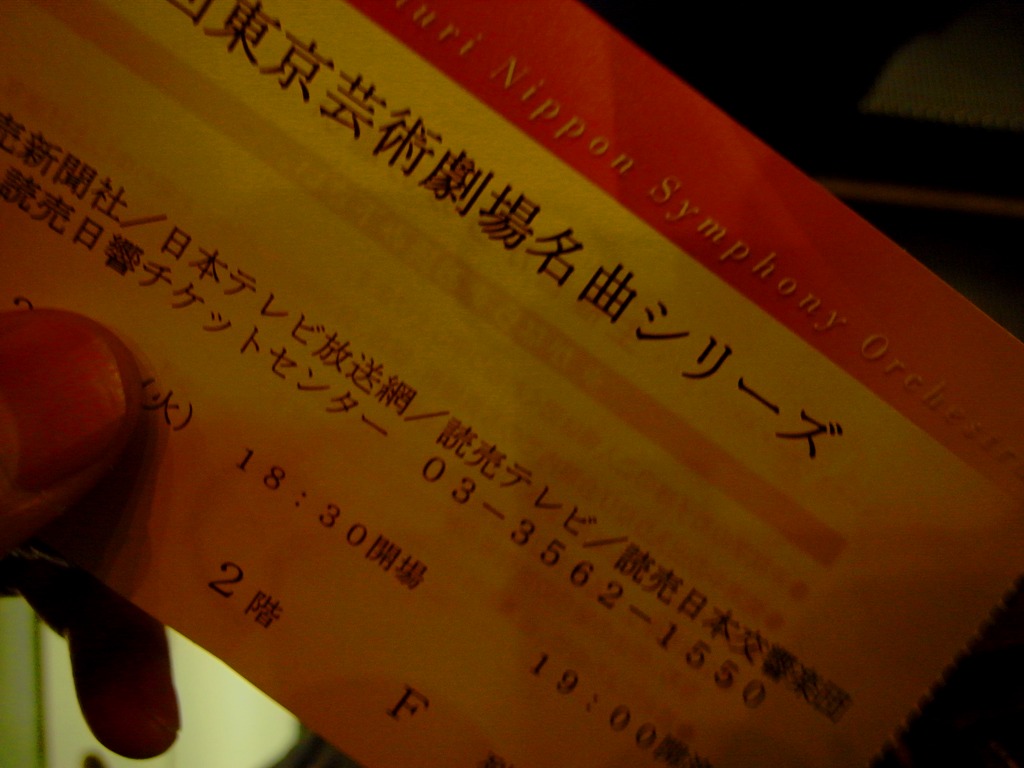 Nippon Symphony Orchestra
東京芸術劇場名曲シリーズ
売新聞社／日本テレビ放送網／読売テレビ／読売日本交響楽団
読売日響チケットセンター 03-3562-1550
(火) 18:30開場 19:00開
2階 F